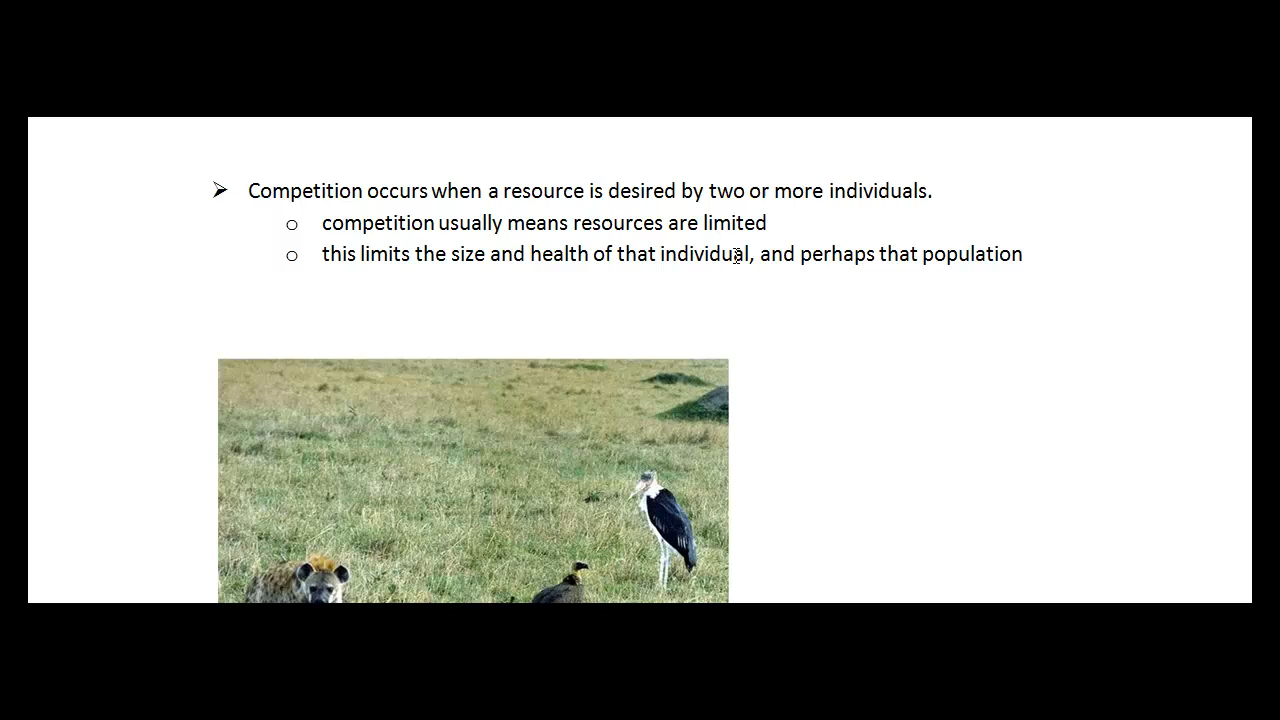 Competition occurs when a resource is desired by two or more individuals.
competition usually means resources are limited
this limits the size and health of that individual, and perhaps that population